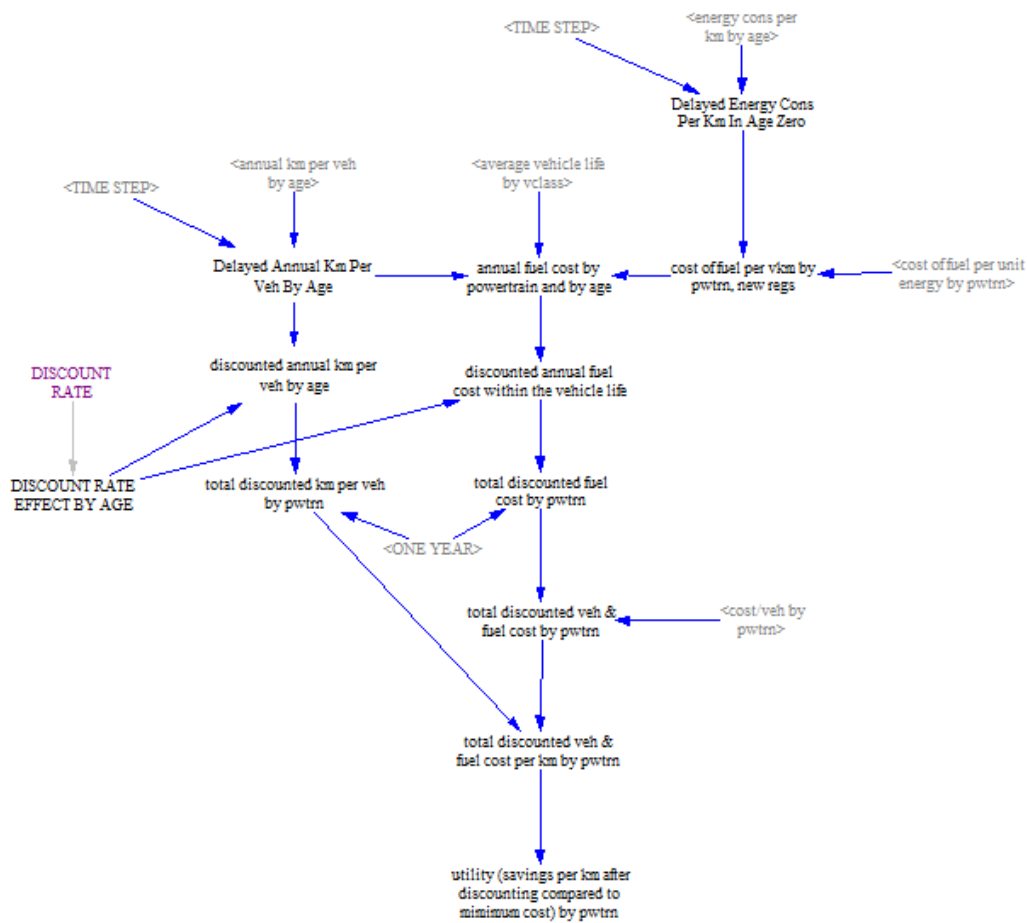 <energy cons per
km by age>
<TIME STEP>
Delayed Energy Cons
Per Km In Age Zero
<annual km per veh
by age>
<average vehicle life
by vclass>
<TIME STEP>
Delayed Annual Km Per
Veh By Age
annual fuel cost by
powertrain and by age
cost of fuel per vkm by
pwtrn, new regs
<cost of fuel per unit
energy by pwtrn>
DISCOUNT
RATE
discounted annual km per
veh by age
discounted annual fuel
cost within the vehicle life
DISCOUNT RATE
EFFECT BY AGE
total discounted km per veh
by pwtrn
total discounted fuel
cost by pwtrn
<ONE YEAR>
total discounted veh &
fuel cost by pwtrn
<cost/veh by
pwtrn>
total discounted veh &
fuel cost per km by pwtrn
utility (savings per km after
discounting compared to
mimimum cost) by pwtrn